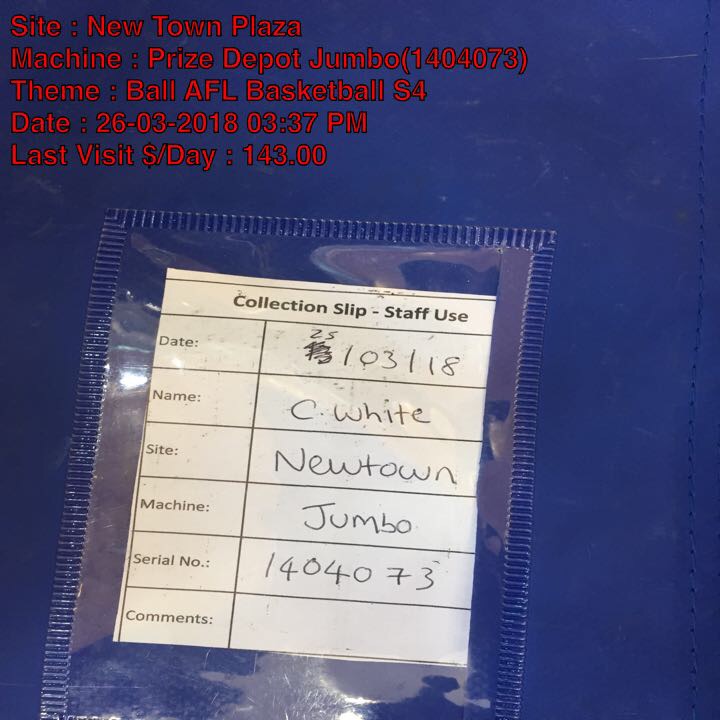 Site : New Town Plaza
Machine : Prize Depot Jumbo(1404073)
Theme : Ball AFL Basketball S4
Date : 26-03-2018 03:37 PM
Last Visit $/Day : 143.00
Collection Slip - Staff Use
25
Date: /03/18
Name: C. White
Site: Newtown
Machine: Jumbo
Serial No.: 1404073
Comments: